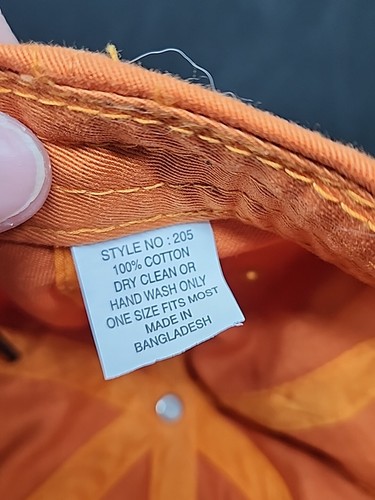 STYLE NO : 205
100% COTTON
DRY CLEAN OR
HAND WASH ONLY
ONE SIZE FITS MOST
MADE IN
BANGLADESH